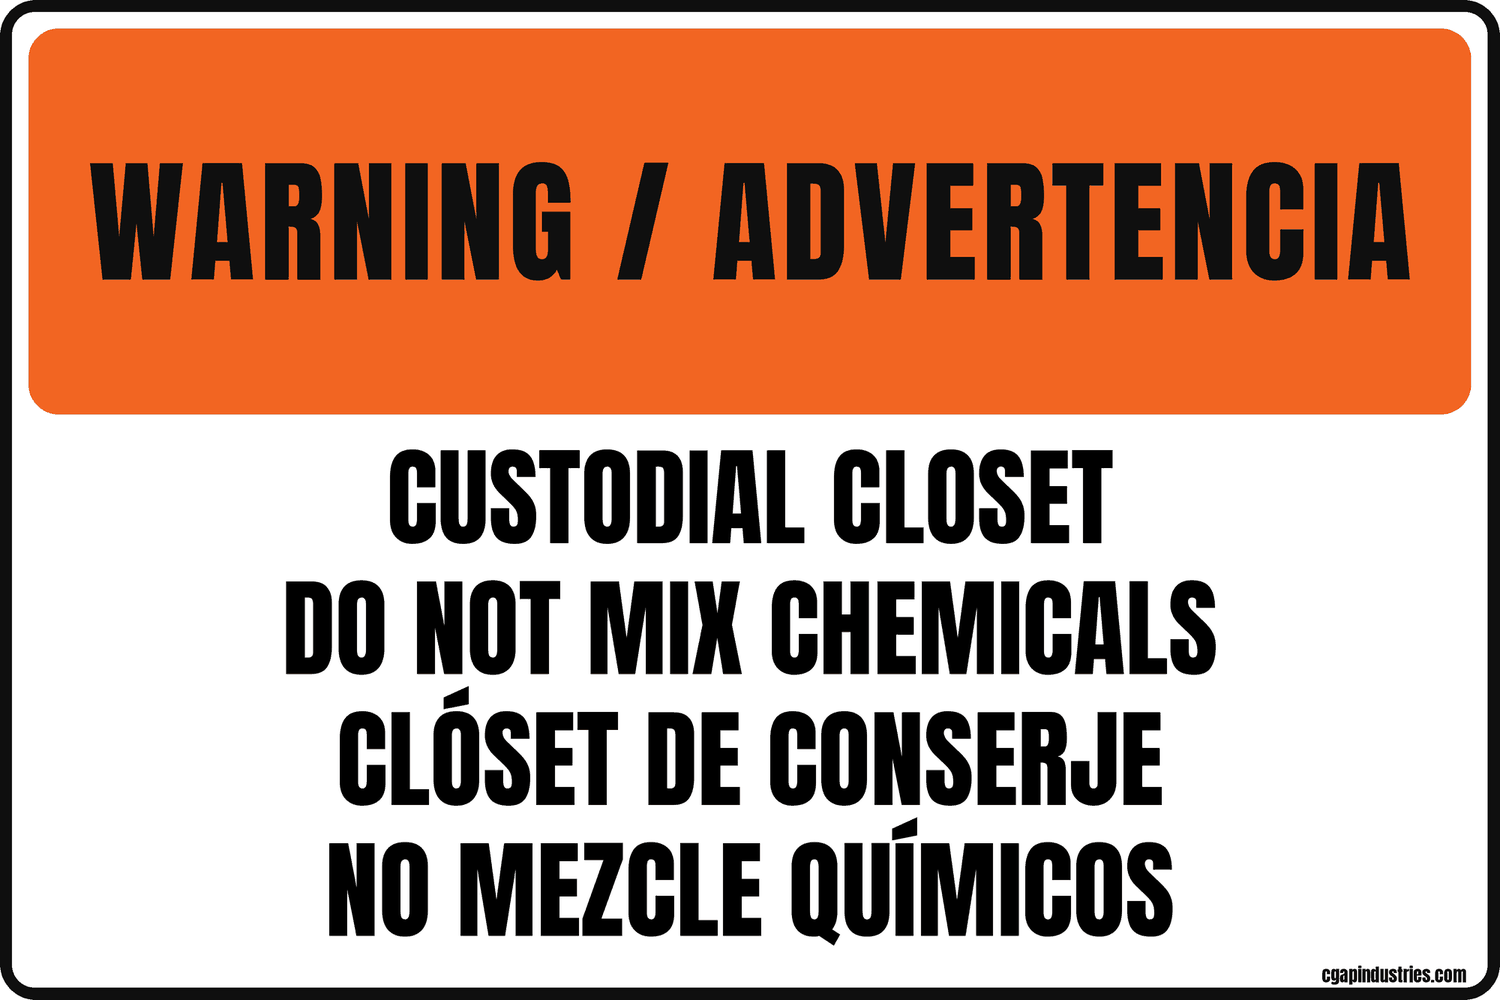 WARNING / ADVERTENCIA
CUSTODIAL CLOSET
DO NOT MIX CHEMICALS
CLÓSET DE CONSERJE
NO MEZCLE QUÍMICOS
cgapindustries.com